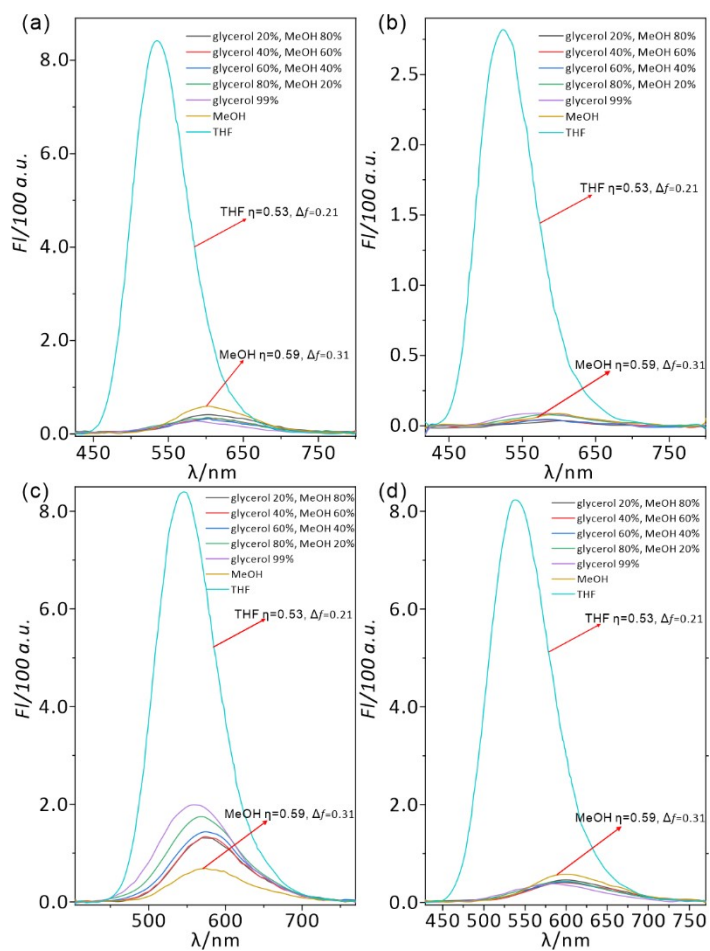 (a)
glycerol 20%, MeOH 80%
glycerol 40%, MeOH 60%
glycerol 60%, MeOH 40%
glycerol 80%, MeOH 20%
glycerol 99%
MeOH
THF
THF η=0.53, Δf=0.21
MeOH η=0.59, Δf=0.31
FI/100 a.u.
8.0
6.0
4.0
2.0
0.0
450
550
650
750
λ/nm
(b)
glycerol 20%, MeOH 80%
glycerol 40%, MeOH 60%
glycerol 60%, MeOH 40%
glycerol 80%, MeOH 20%
glycerol 99%
MeOH
THF
THF η=0.53, Δf=0.21
MeOH η=0.59, Δf=0.31
FI/100 a.u.
2.5
2.0
1.5
1.0
0.5
0.0
450
550
650
750
λ/nm
(c)
glycerol 20%, MeOH 80%
glycerol 40%, MeOH 60%
glycerol 60%, MeOH 40%
glycerol 80%, MeOH 20%
glycerol 99%
MeOH
THF
THF η=0.53, Δf=0.21
MeOH η=0.59, Δf=0.31
FI/100 a.u.
8.0
6.0
4.0
2.0
0.0
500
600
700
λ/nm
(d)
glycerol 20%, MeOH 80%
glycerol 40%, MeOH 60%
glycerol 60%, MeOH 40%
glycerol 80%, MeOH 20%
glycerol 99%
MeOH
THF
THF η=0.53, Δf=0.21
MeOH η=0.59, Δf=0.31
FI/100 a.u.
8.0
6.0
4.0
2.0
0.0
450
500
550
600
650
700
750
λ/nm